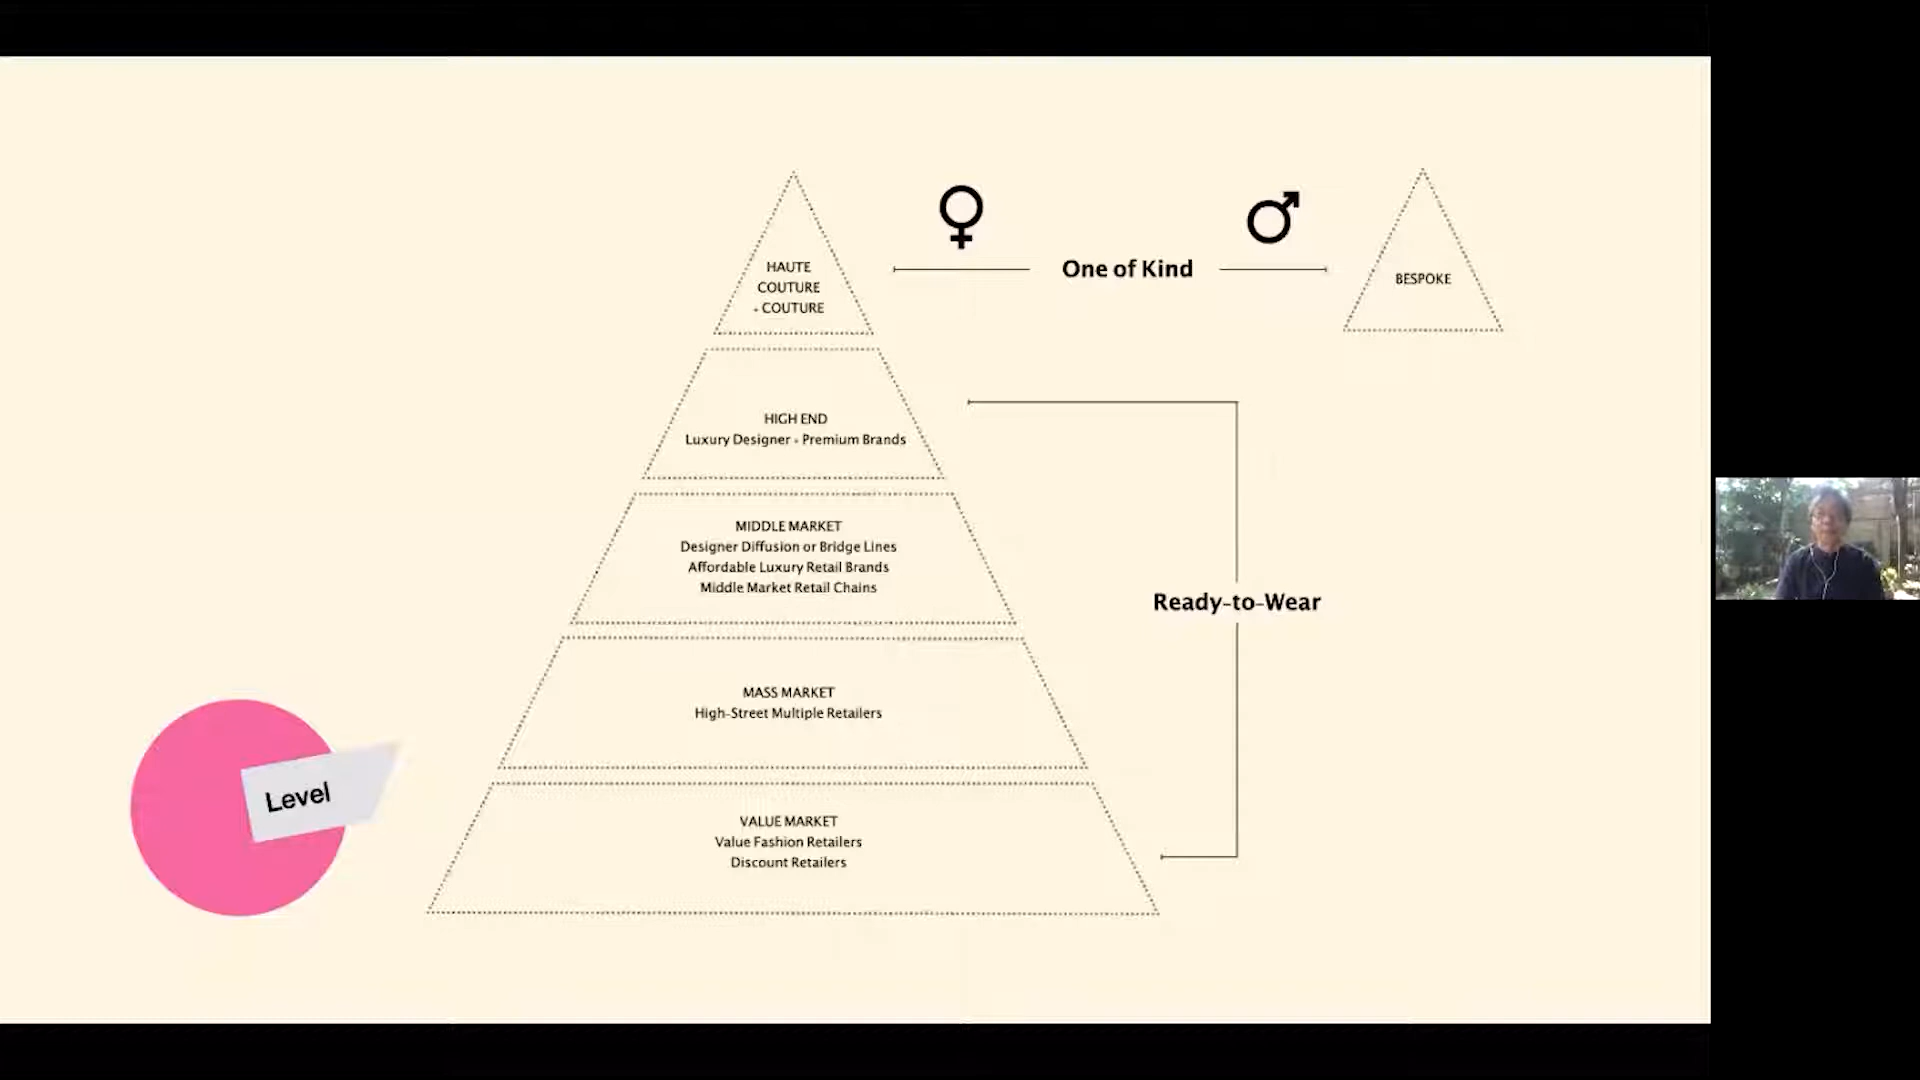 HAUTE
COUTURE
+ COUTURE
One of Kind
BESPOKE
HIGH END
Luxury Designer + Premium Brands
MIDDLE MARKET
Designer Diffusion or Bridge Lines
Affordable Luxury Retail Brands
Middle Market Retail Chains
Ready-to-Wear
MASS MARKET
High-Street Multiple Retailers
Level
VALUE MARKET
Value Fashion Retailers
Discount Retailers